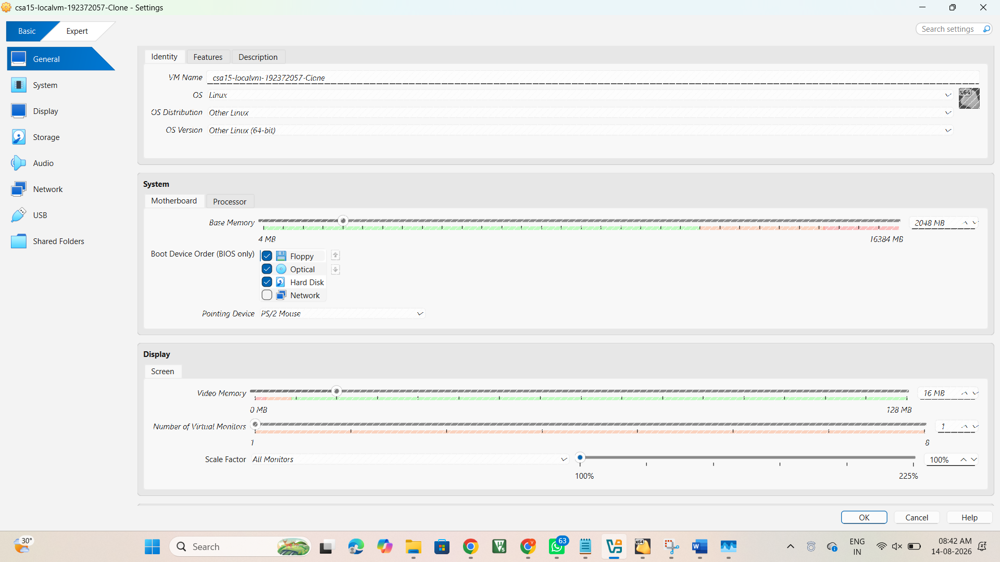 csa15-localvm-192372057-Clone - Settings
Basic
Expert
Search settings
General
System
Display
Storage
Audio
Network
USB
Shared Folders
Identity
Features
Description
VM Name
csa15-localvm-192372057-Clone
OS
Linux
x64
OS Distribution
Other Linux
OS Version
Other Linux (64-bit)
System
Motherboard
Processor
Base Memory
2048 MB
4 MB
16384 MB
Boot Device Order (BIOS only)
Floppy
Optical
Hard Disk
Network
Pointing Device
PS/2 Mouse
Display
Screen
Video Memory
16 MB
0 MB
128 MB
Number of Virtual Monitors
1
1
8
Scale Factor
All Monitors
100%
100%
225%
OK
Cancel
Help
30°
Search
63
x64
ENG
IN
08:42 AM
14-08-2026